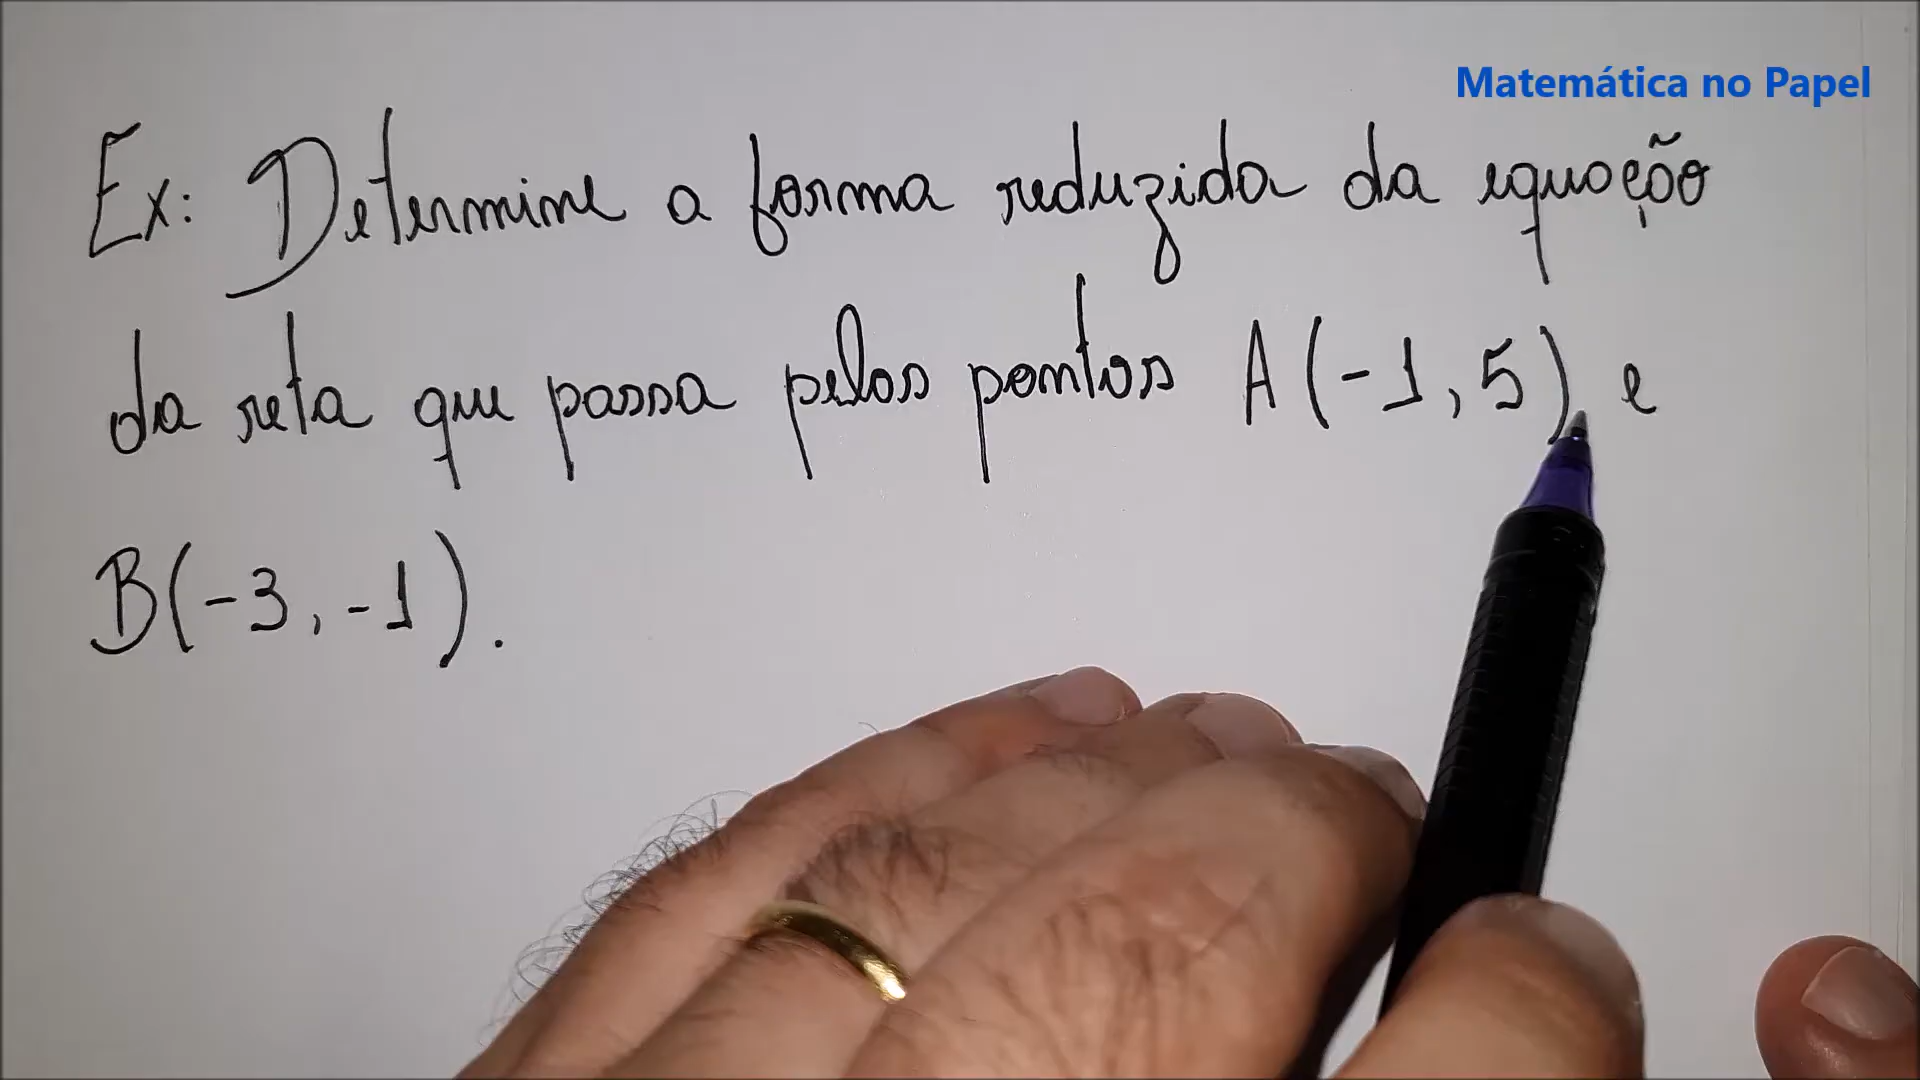 Matemática no Papel
Ex: Determine a forma reduzida da equação
da reta que passa pelos pontos A(-1,5) e
B(-3,-1).